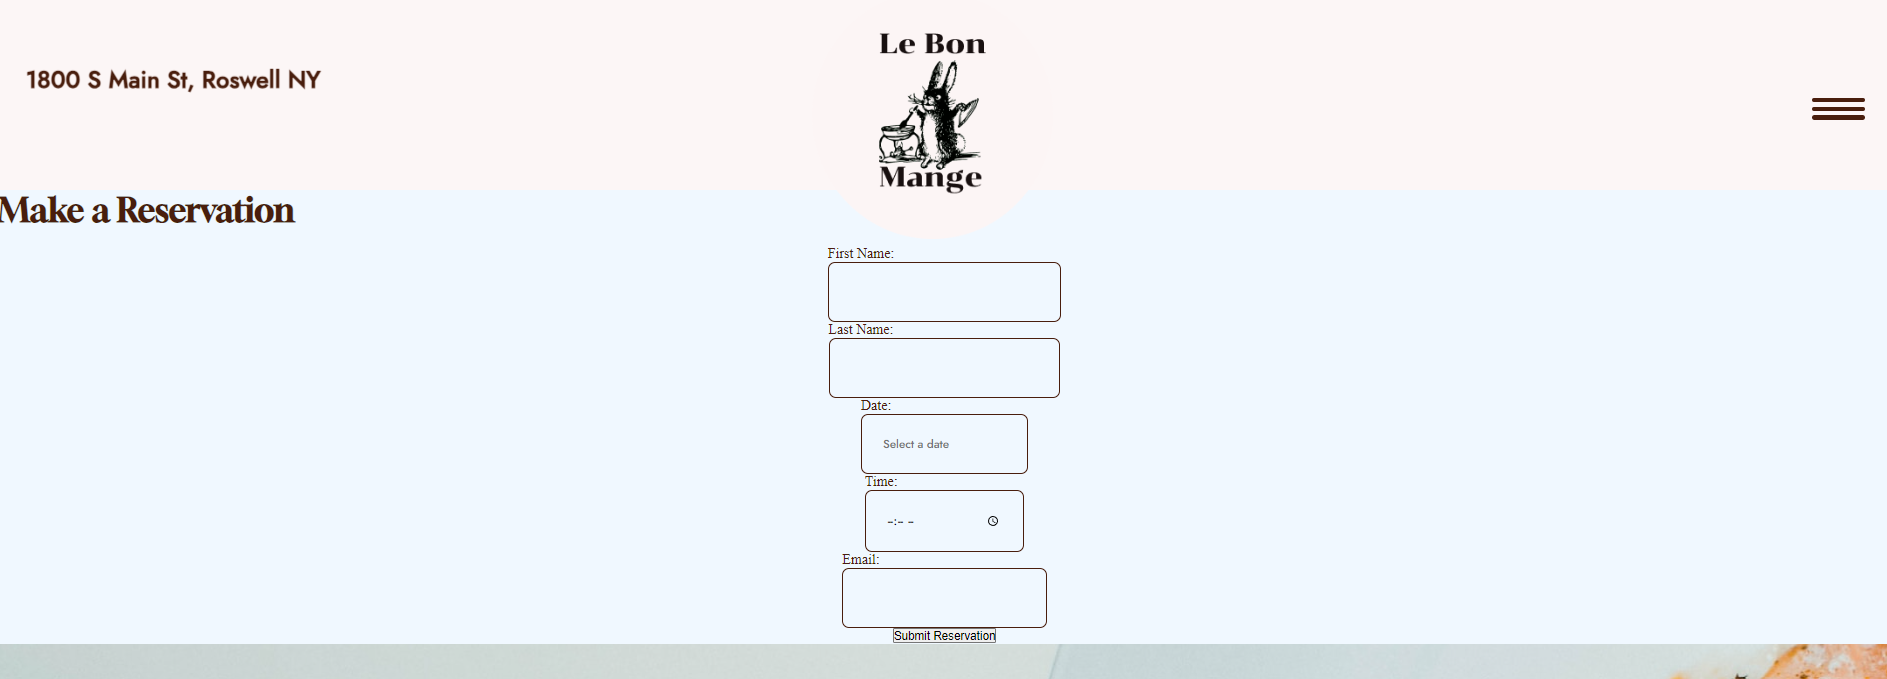 Le Bon
1800 S Main St, Roswell NY
Mange
Make a Reservation
First Name:
Last Name:
Date:
Select a date
Time:
--:-- --
Email:
Submit Reservation